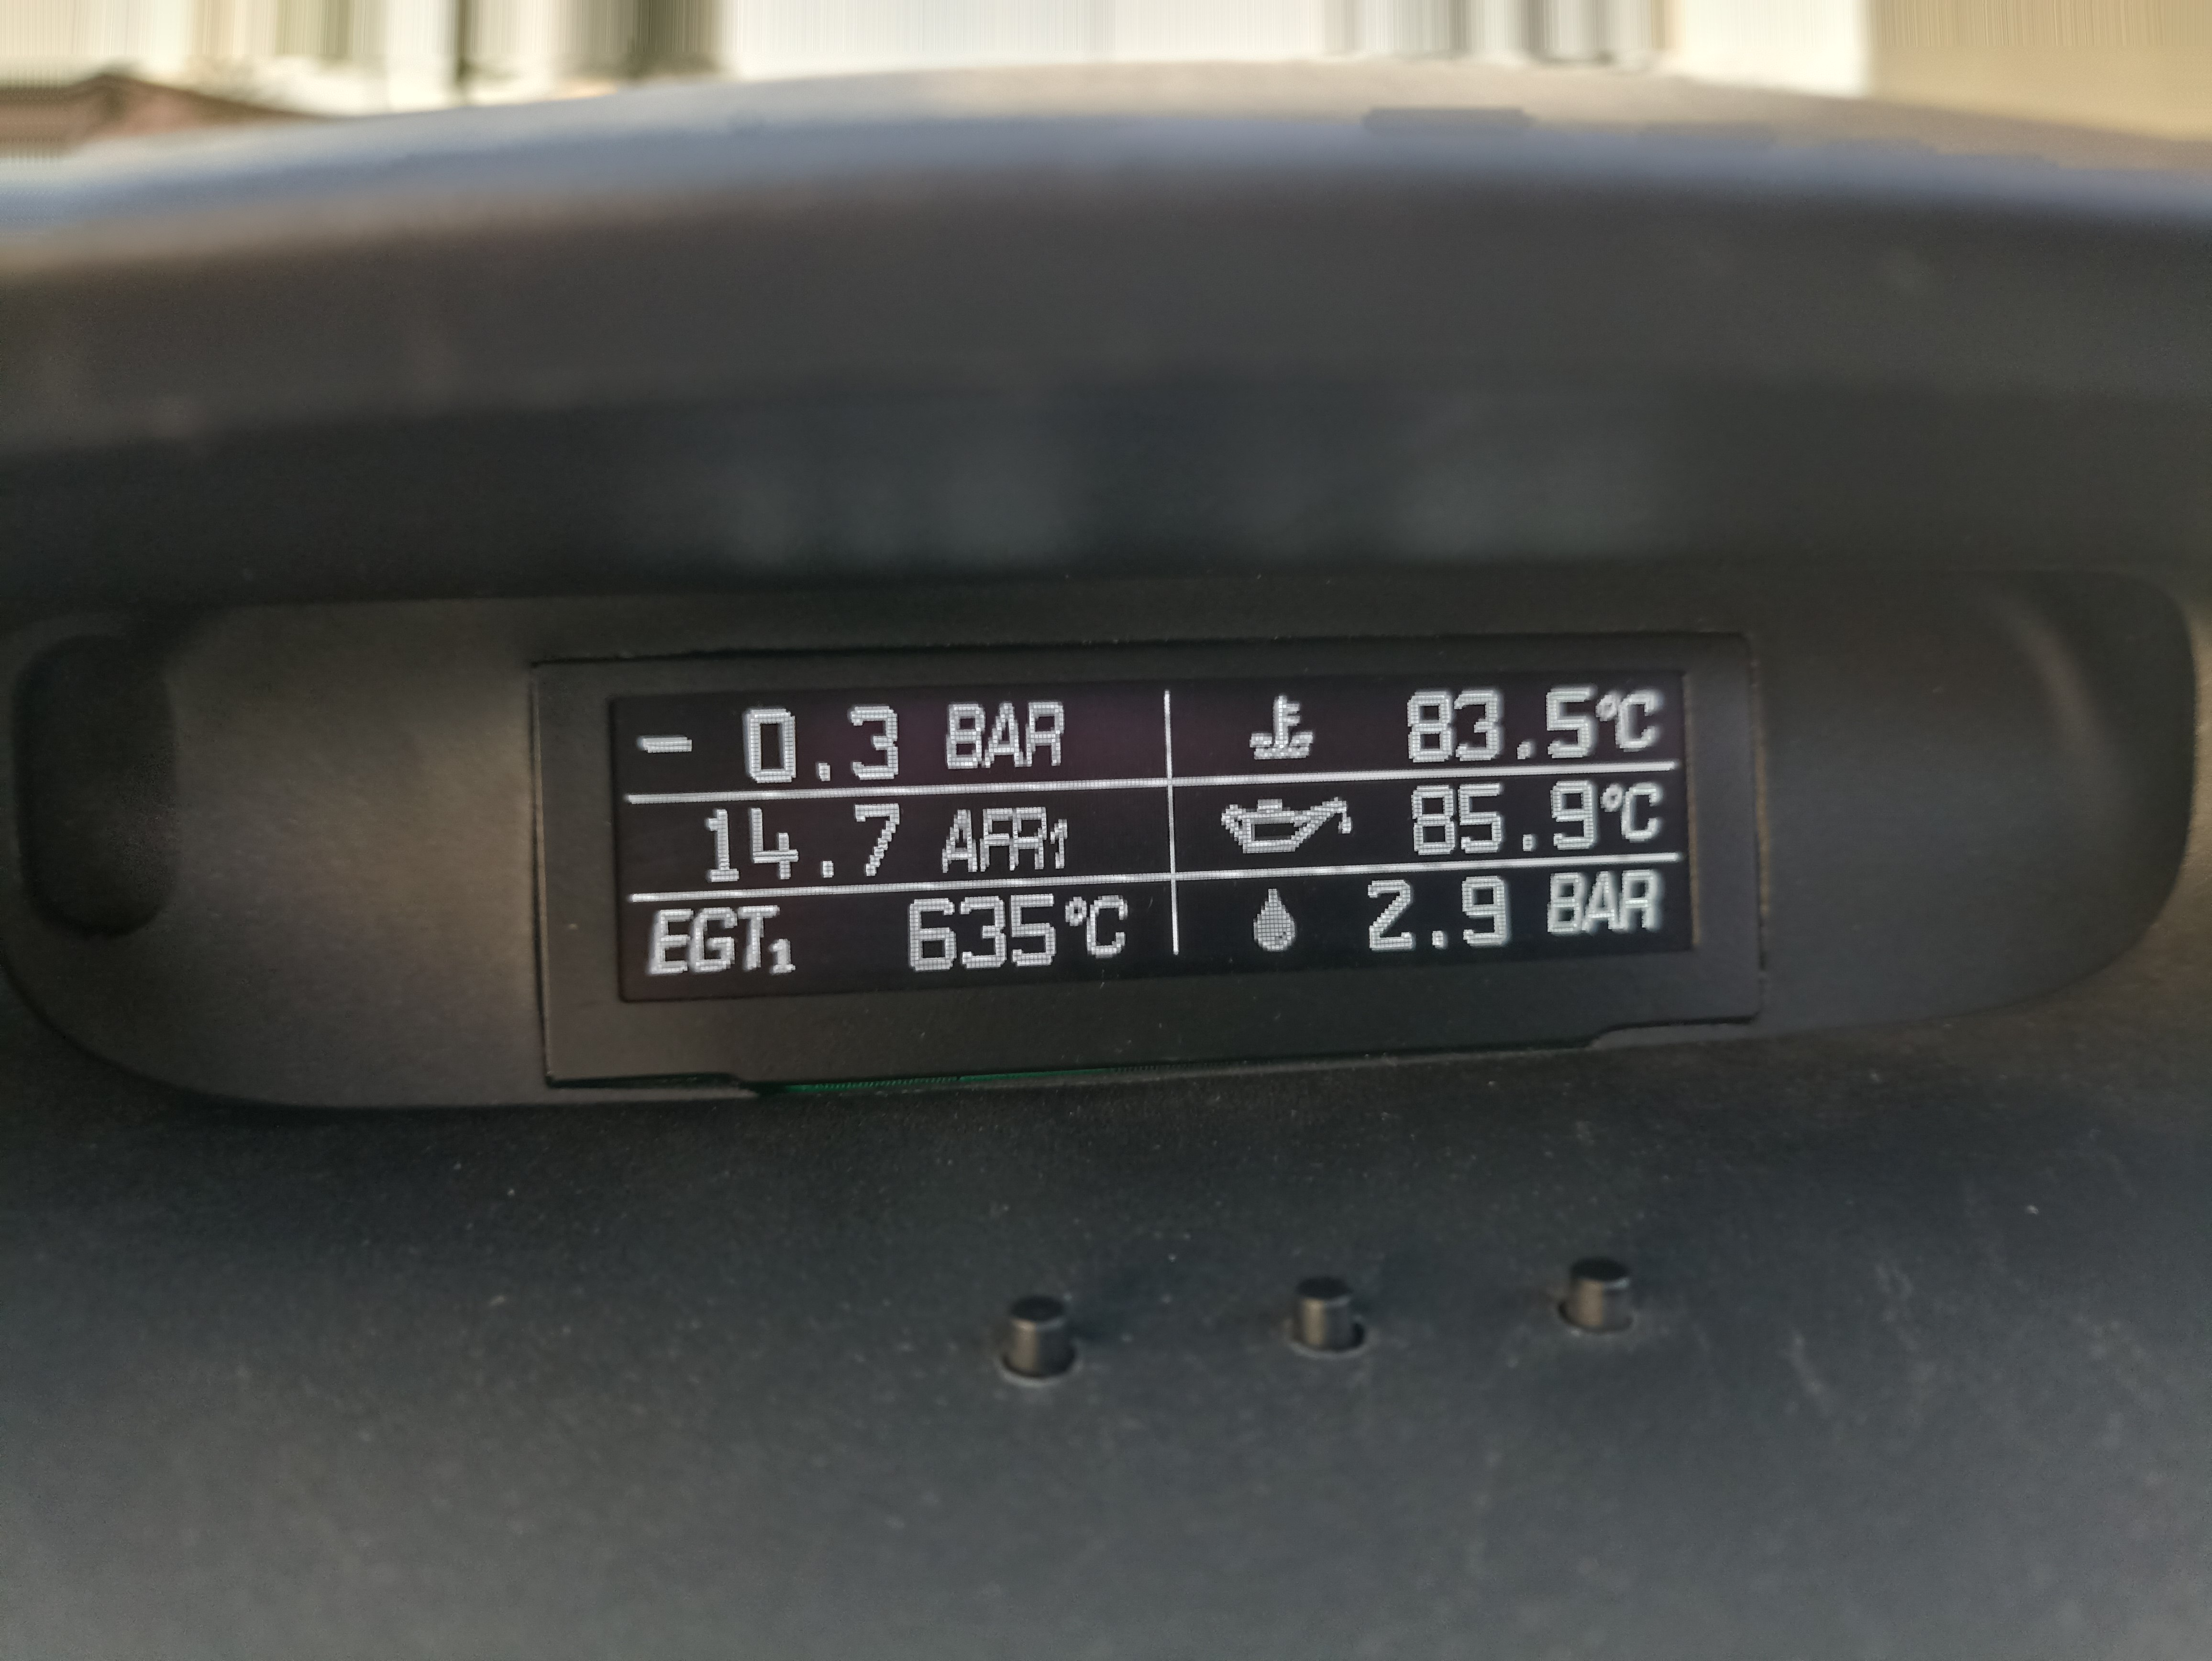 - 0.3 BAR
83.5°C
14.7 AFR1
85.9°C
EGT1 635°C
2.9 BAR